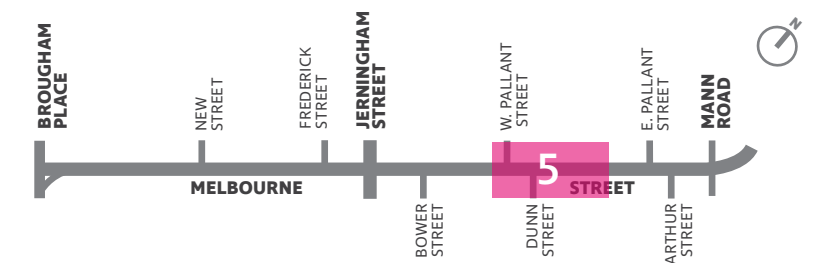 BROUGHAM
PLACE
NEW
STREET
FREDERICK
STREET
JERNINGHAM
STREET
W. PALLANT
STREET
E. PALLANT
STREET
MANN
ROAD
N
MELBOURNE
5
STREET
BOWER
STREET
DUNN
STREET
ARTHUR
STREET